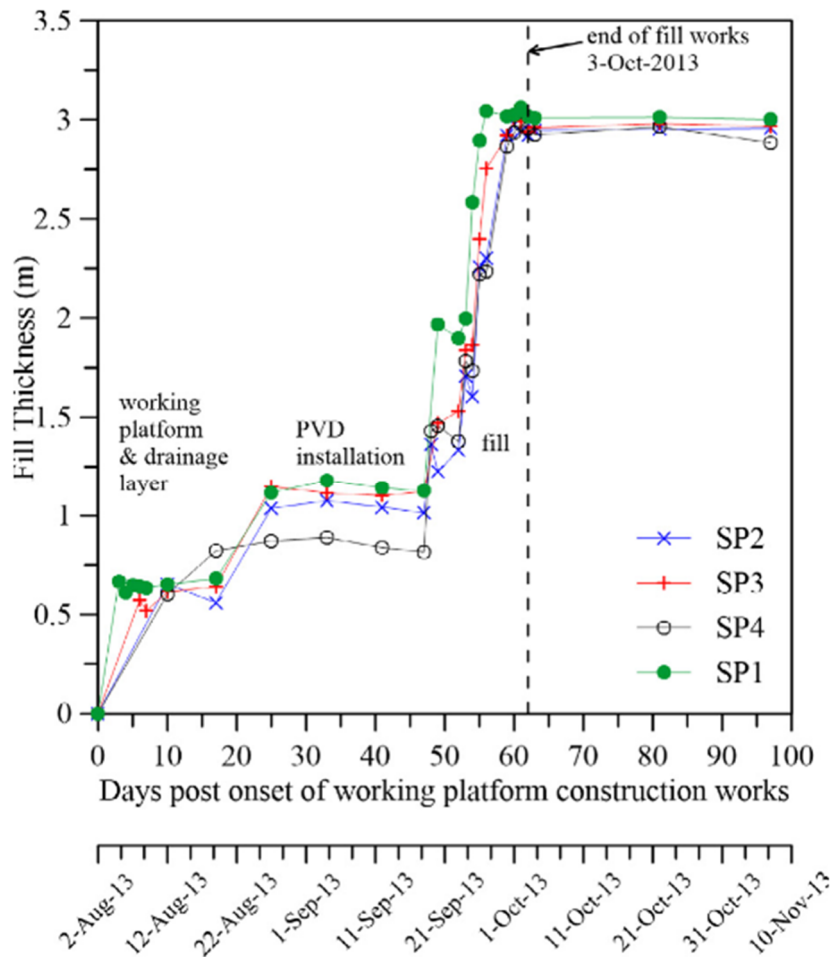 3.5
3
2.5
2
1.5
1
0.5
0
Fill Thickness (m)
end of fill works
3-Oct-2013
working
platform
& drainage
layer
PVD
installation
fill
SP2
SP3
SP4
SP1
0 10 20 30 40 50 60 70 80 90 100
Days post onset of working platform construction works
2-Aug-13 12-Aug-13 22-Aug-13 1-Sep-13 11-Sep-13 21-Sep-13 1-Oct-13 11-Oct-13 21-Oct-13 31-Oct-13 10-Nov-13